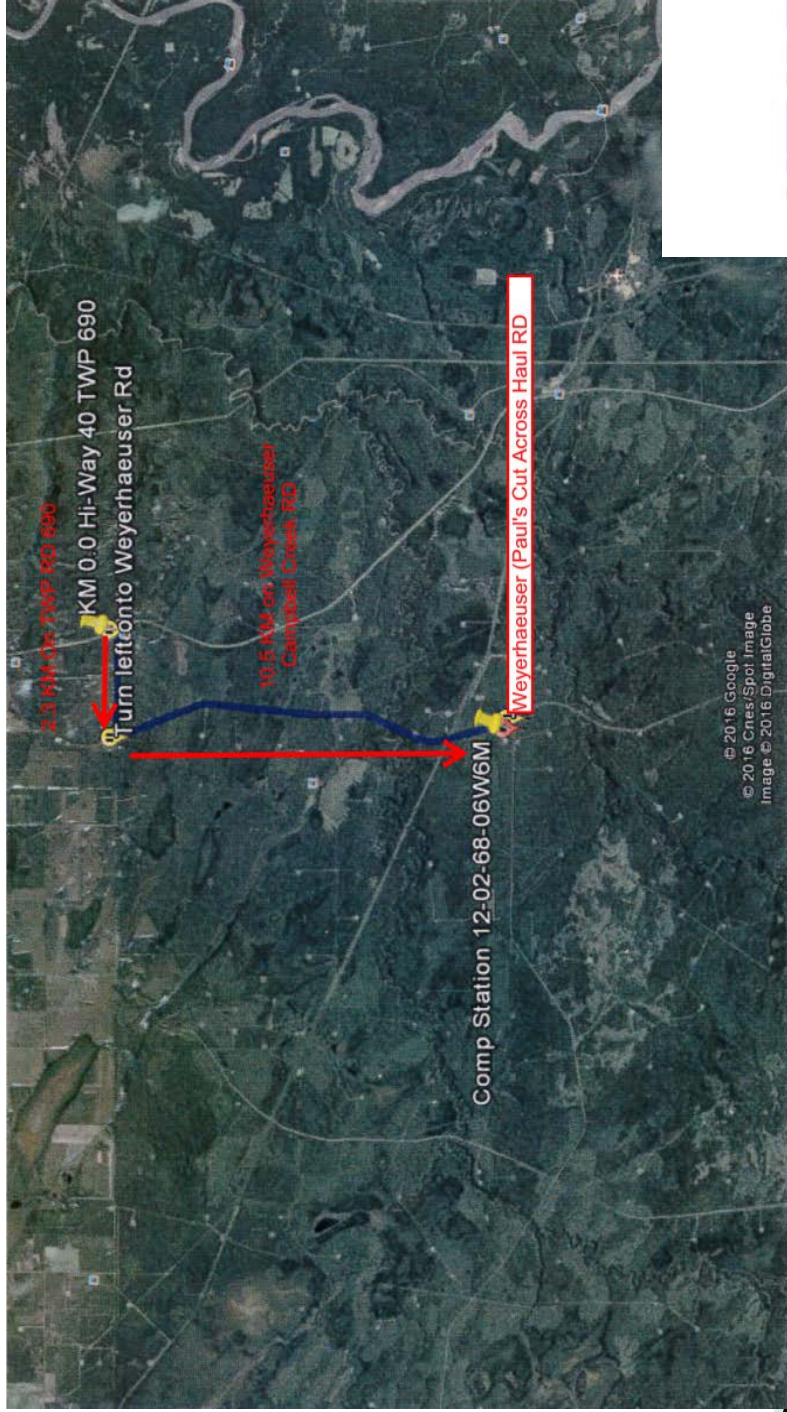 2.3 KM On TWP RD 690
KM 0.0 Hi-Way 40 TWP 690
Turn left onto Weyerhaeuser Rd
10.5 KM on Weyerhaeuser
Campbell Creek RD
Comp Station 12-02-68-06W6M
Weyerhaeuser (Paul's Cut Across Haul RD
© 2016 Google
© 2016 Cnes/Spot Image
Image © 2016 DigitalGlobe